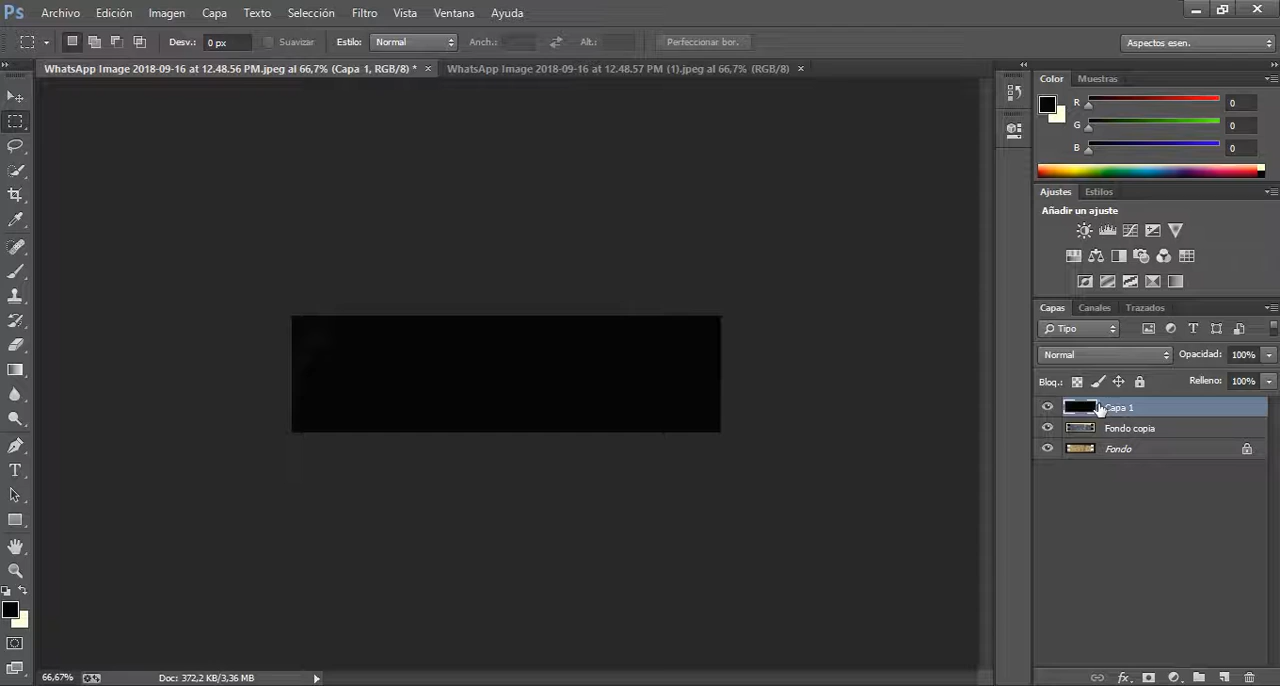 Ps Archivo Edición Imagen Capa Texto Selección Filtro Vista Ventana Ayuda
Desv.: 0 px Suavizar Estilo: Normal Anch.: Alt.: Perfeccionar bor. Aspectos esen.
WhatsApp Image 2018-09-16 at 12.48.56 PM.jpeg al 66,7% (Capa 1, RGB/8) * × WhatsApp Image 2018-09-16 at 12.48.57 PM (1).jpeg al 66,7% (RGB/8) ×
Color Muestras
R 0
G 0
B 0
Ajustes Estilos
Añadir un ajuste
Capas Canales Trazados
Tipo
Normal Opacidad: 100%
Bloq.: Relleno: 100%
Capa 1
Fondo copia
Fondo
66,67% Doc: 372,2 KB/3,36 MB